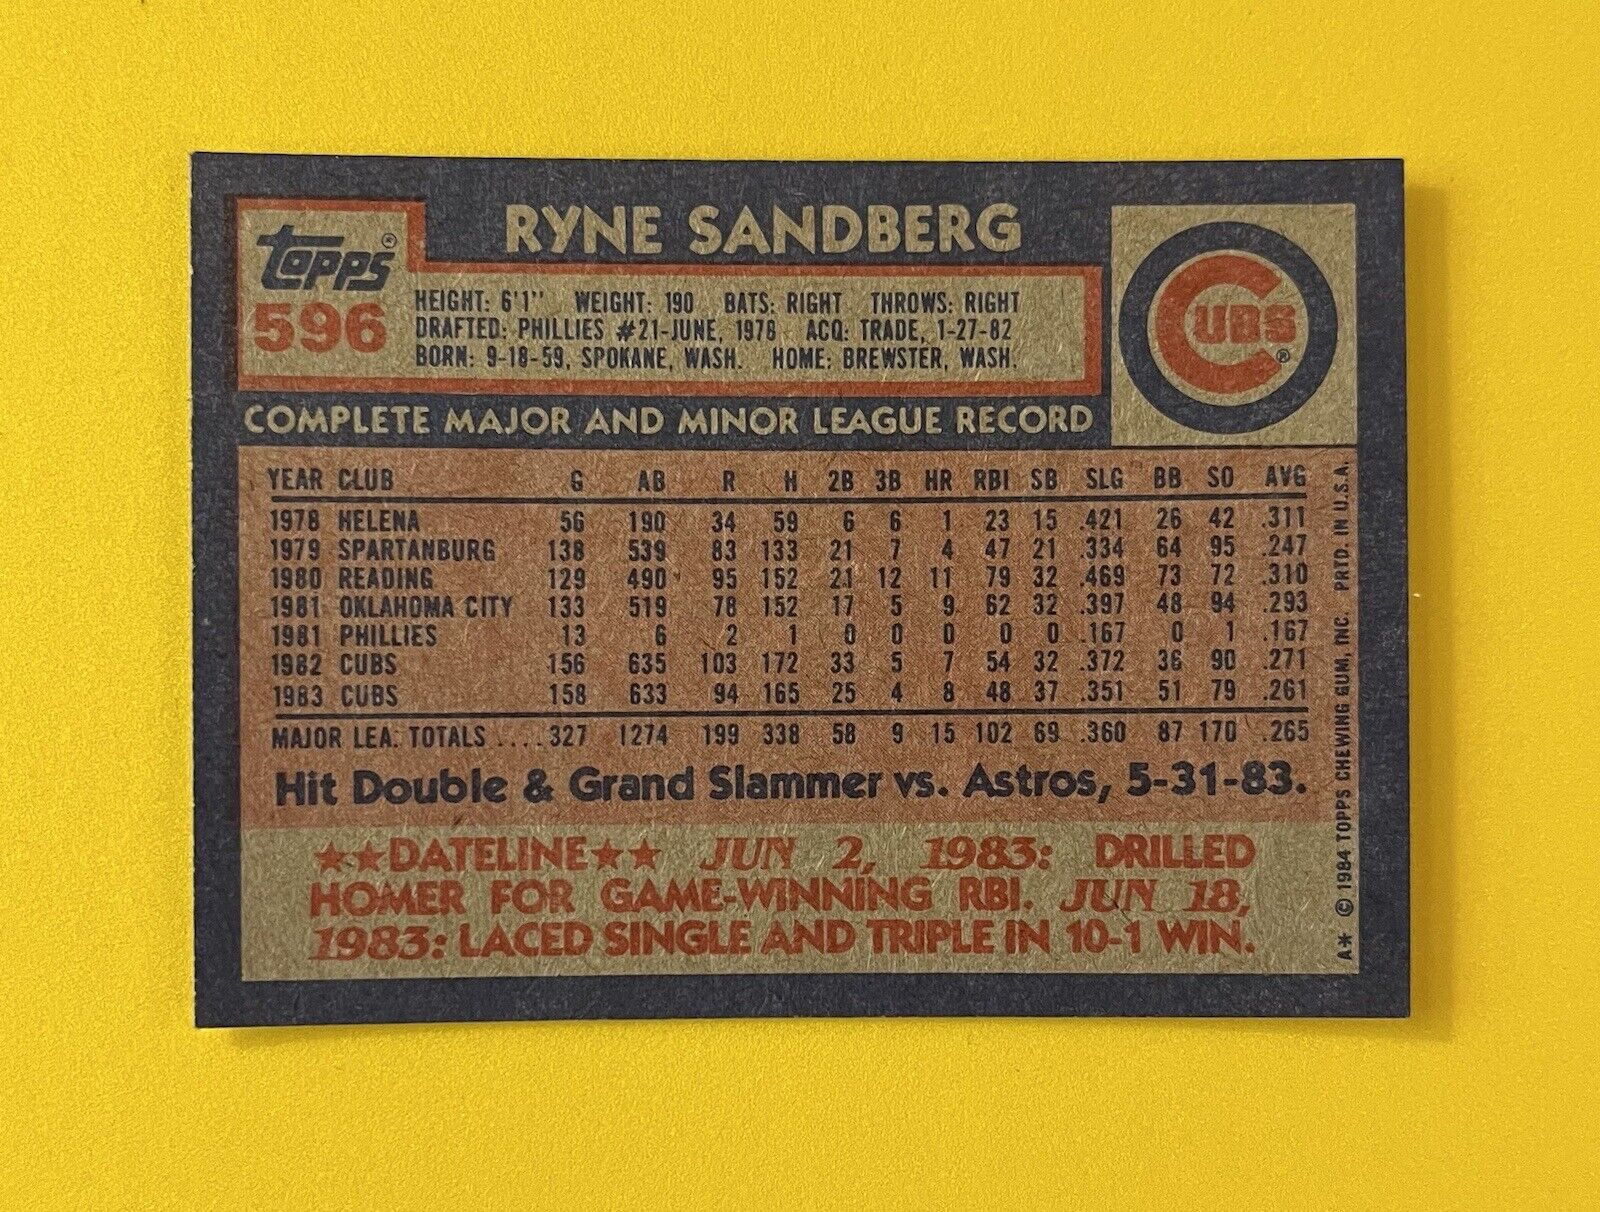 RYNE SANDBERG
Topps®
596
HEIGHT: 6'1" WEIGHT: 190 BATS: RIGHT THROWS: RIGHT
DRAFTED: PHILLIES #21-JUNE, 1978 ACQ: TRADE, 1-27-82
BORN: 9-18-59, SPOKANE, WASH. HOME: BREWSTER, WASH.
CUBS®
COMPLETE MAJOR AND MINOR LEAGUE RECORD
YEAR CLUB G AB R H 2B 3B HR RBI SB SLG BB SO AVG
1978 HELENA 56 190 34 59 6 6 1 23 15 .421 26 42 .311
1979 SPARTANBURG 138 539 83 133 21 7 4 47 21 .334 64 95 .247
1980 READING 129 490 95 152 21 12 11 79 32 .469 73 72 .310
1981 OKLAHOMA CITY 133 519 78 152 17 5 9 62 32 .397 48 94 .293
1981 PHILLIES 13 6 2 1 0 0 0 0 0 .167 0 1 .167
1982 CUBS 156 635 103 172 33 5 7 54 32 .372 36 90 .271
1983 CUBS 158 633 94 165 25 4 8 48 37 .351 51 79 .261
MAJOR LEA. TOTALS ....327 1274 199 338 58 9 15 102 69 .360 87 170 .265
Hit Double & Grand Slammer vs. Astros, 5-31-83.
★★DATELINE★★ JUN 2, 1983: DRILLED
HOMER FOR GAME-WINNING RBI. JUN 18,
1983: LACED SINGLE AND TRIPLE IN 10-1 WIN.
A* © 1984 TOPPS CHEWING GUM, INC. PRTD. IN U.S.A.